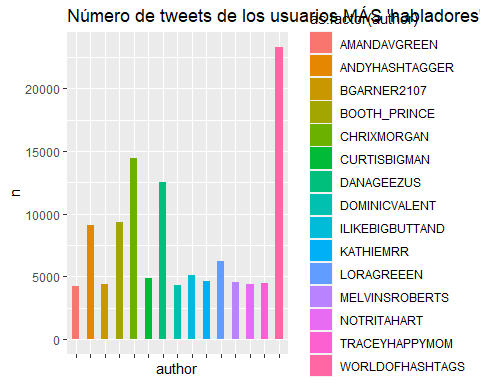 Número de tweets de los usuarios MÁS 'habladores'
as.factor(author)
AMANDAVGREEN
ANDYHASHTAGGER
BGARNER2107
BOOTH_PRINCE
CHRIXMORGAN
CURTISBIGMAN
DANAGEEZUS
DOMINICVALENT
ILIKEBIGBUTTAND
KATHIEMRR
LORAGREEEN
MELVINSROBERTS
NOTRITAHART
TRACEYHAPPYMOM
WORLDOFHASHTAGS
20000
15000
10000
5000
0
n
author